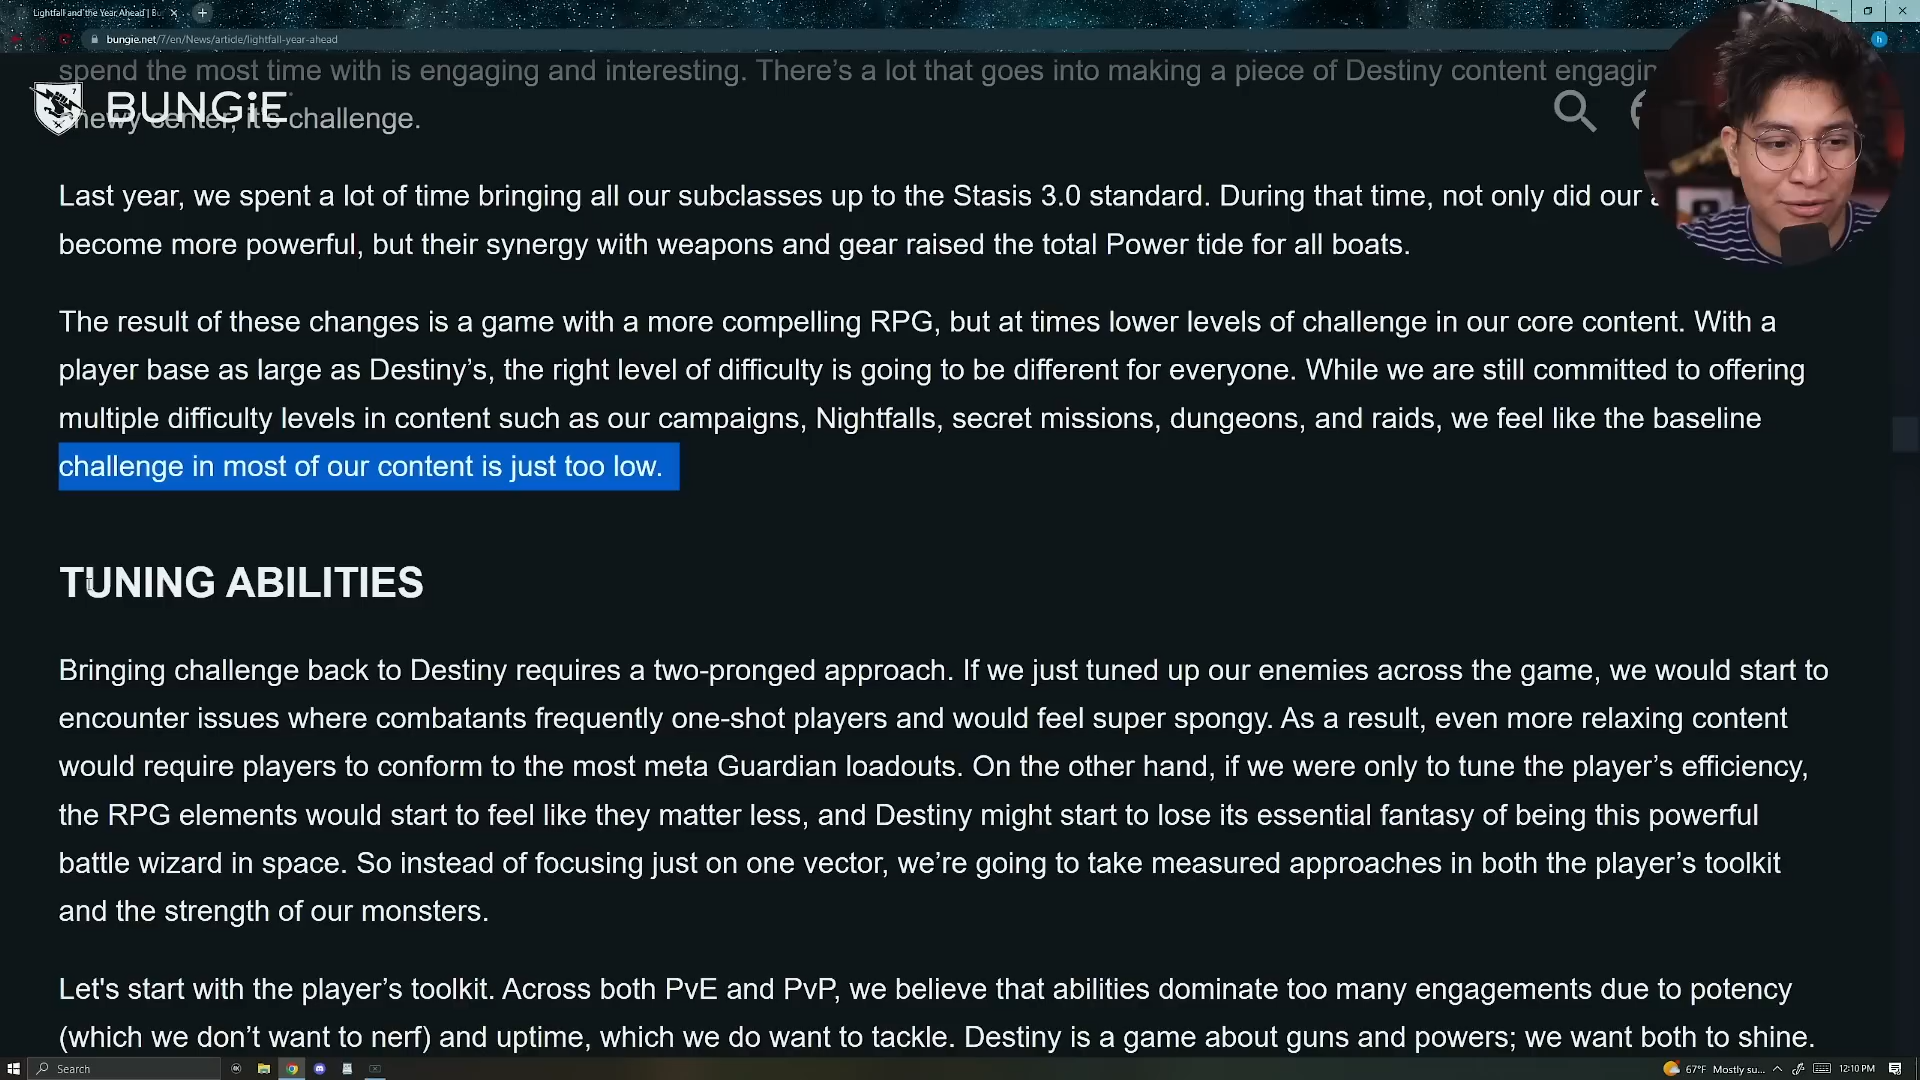 Lightfall and the Year Ahead | Bu
bungie.net/7/en/News/article/lightfall-year-ahead
h
spend the most time with is engaging and interesting. There's a lot that goes into making a piece of Destiny content engagin
BUNGiE
chewy center, it's challenge.
Last year, we spent a lot of time bringing all our subclasses up to the Stasis 3.0 standard. During that time, not only did our a
become more powerful, but their synergy with weapons and gear raised the total Power tide for all boats.
The result of these changes is a game with a more compelling RPG, but at times lower levels of challenge in our core content. With a
player base as large as Destiny's, the right level of difficulty is going to be different for everyone. While we are still committed to offering
multiple difficulty levels in content such as our campaigns, Nightfalls, secret missions, dungeons, and raids, we feel like the baseline
challenge in most of our content is just too low.
TUNING ABILITIES
Bringing challenge back to Destiny requires a two-pronged approach. If we just tuned up our enemies across the game, we would start to
encounter issues where combatants frequently one-shot players and would feel super spongy. As a result, even more relaxing content
would require players to conform to the most meta Guardian loadouts. On the other hand, if we were only to tune the player's efficiency,
the RPG elements would start to feel like they matter less, and Destiny might start to lose its essential fantasy of being this powerful
battle wizard in space. So instead of focusing just on one vector, we're going to take measured approaches in both the player's toolkit
and the strength of our monsters.
Let's start with the player's toolkit. Across both PvE and PvP, we believe that abilities dominate too many engagements due to potency
(which we don't want to nerf) and uptime, which we do want to tackle. Destiny is a game about guns and powers; we want both to shine.
Search
67°F Mostly su...
12:10 PM